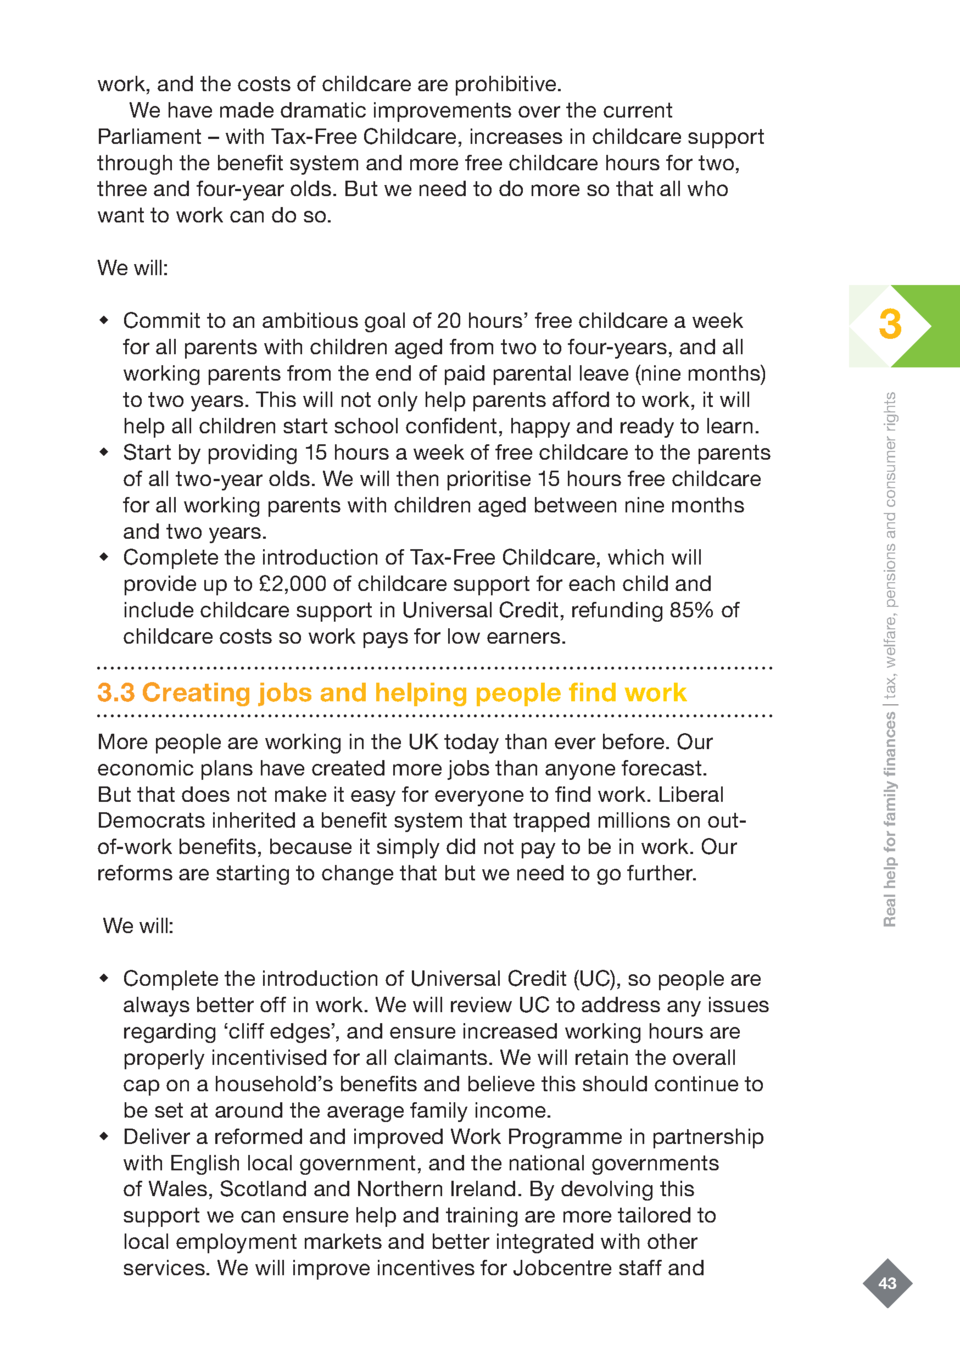 work, and the costs of childcare are prohibitive.
We have made dramatic improvements over the current
Parliament – with Tax-Free Childcare, increases in childcare support
through the benefit system and more free childcare hours for two,
three and four-year olds. But we need to do more so that all who
want to work can do so.
We will:
◆ Commit to an ambitious goal of 20 hours’ free childcare a week
for all parents with children aged from two to four-years, and all
working parents from the end of paid parental leave (nine months)
to two years. This will not only help parents afford to work, it will
help all children start school confident, happy and ready to learn.
◆ Start by providing 15 hours a week of free childcare to the parents
of all two-year olds. We will then prioritise 15 hours free childcare
for all working parents with children aged between nine months
and two years.
◆ Complete the introduction of Tax-Free Childcare, which will
provide up to £2,000 of childcare support for each child and
include childcare support in Universal Credit, refunding 85% of
childcare costs so work pays for low earners.
3.3 Creating jobs and helping people find work
More people are working in the UK today than ever before. Our
economic plans have created more jobs than anyone forecast.
But that does not make it easy for everyone to find work. Liberal
Democrats inherited a benefit system that trapped millions on out-
of-work benefits, because it simply did not pay to be in work. Our
reforms are starting to change that but we need to go further.
We will:
◆ Complete the introduction of Universal Credit (UC), so people are
always better off in work. We will review UC to address any issues
regarding ‘cliff edges’, and ensure increased working hours are
properly incentivised for all claimants. We will retain the overall
cap on a household’s benefits and believe this should continue to
be set at around the average family income.
◆ Deliver a reformed and improved Work Programme in partnership
with English local government, and the national governments
of Wales, Scotland and Northern Ireland. By devolving this
support we can ensure help and training are more tailored to
local employment markets and better integrated with other
services. We will improve incentives for Jobcentre staff and
3
Real help for family finances | tax, welfare, pensions and consumer rights
43